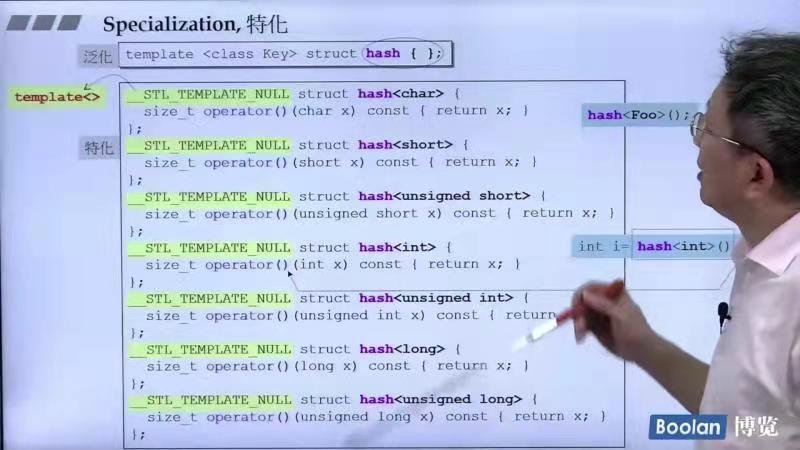 Specialization, 特化
泛化 template <class Key> struct hash { };
template<>
__STL_TEMPLATE_NULL struct hash<char> {
size_t operator()(char x) const { return x; }
};
hash<Foo>();
特化
__STL_TEMPLATE_NULL struct hash<short> {
size_t operator()(short x) const { return x; }
};
__STL_TEMPLATE_NULL struct hash<unsigned short> {
size_t operator()(unsigned short x) const { return x; }
};
__STL_TEMPLATE_NULL struct hash<int> {
size_t operator()(int x) const { return x; }
};
int i= hash<int>()
__STL_TEMPLATE_NULL struct hash<unsigned int> {
size_t operator()(unsigned int x) const { return
};
__STL_TEMPLATE_NULL struct hash<long> {
size_t operator()(long x) const { return x; }
};
__STL_TEMPLATE_NULL struct hash<unsigned long> {
size_t operator()(unsigned long x) const { return x; }
};
Boolan 博览